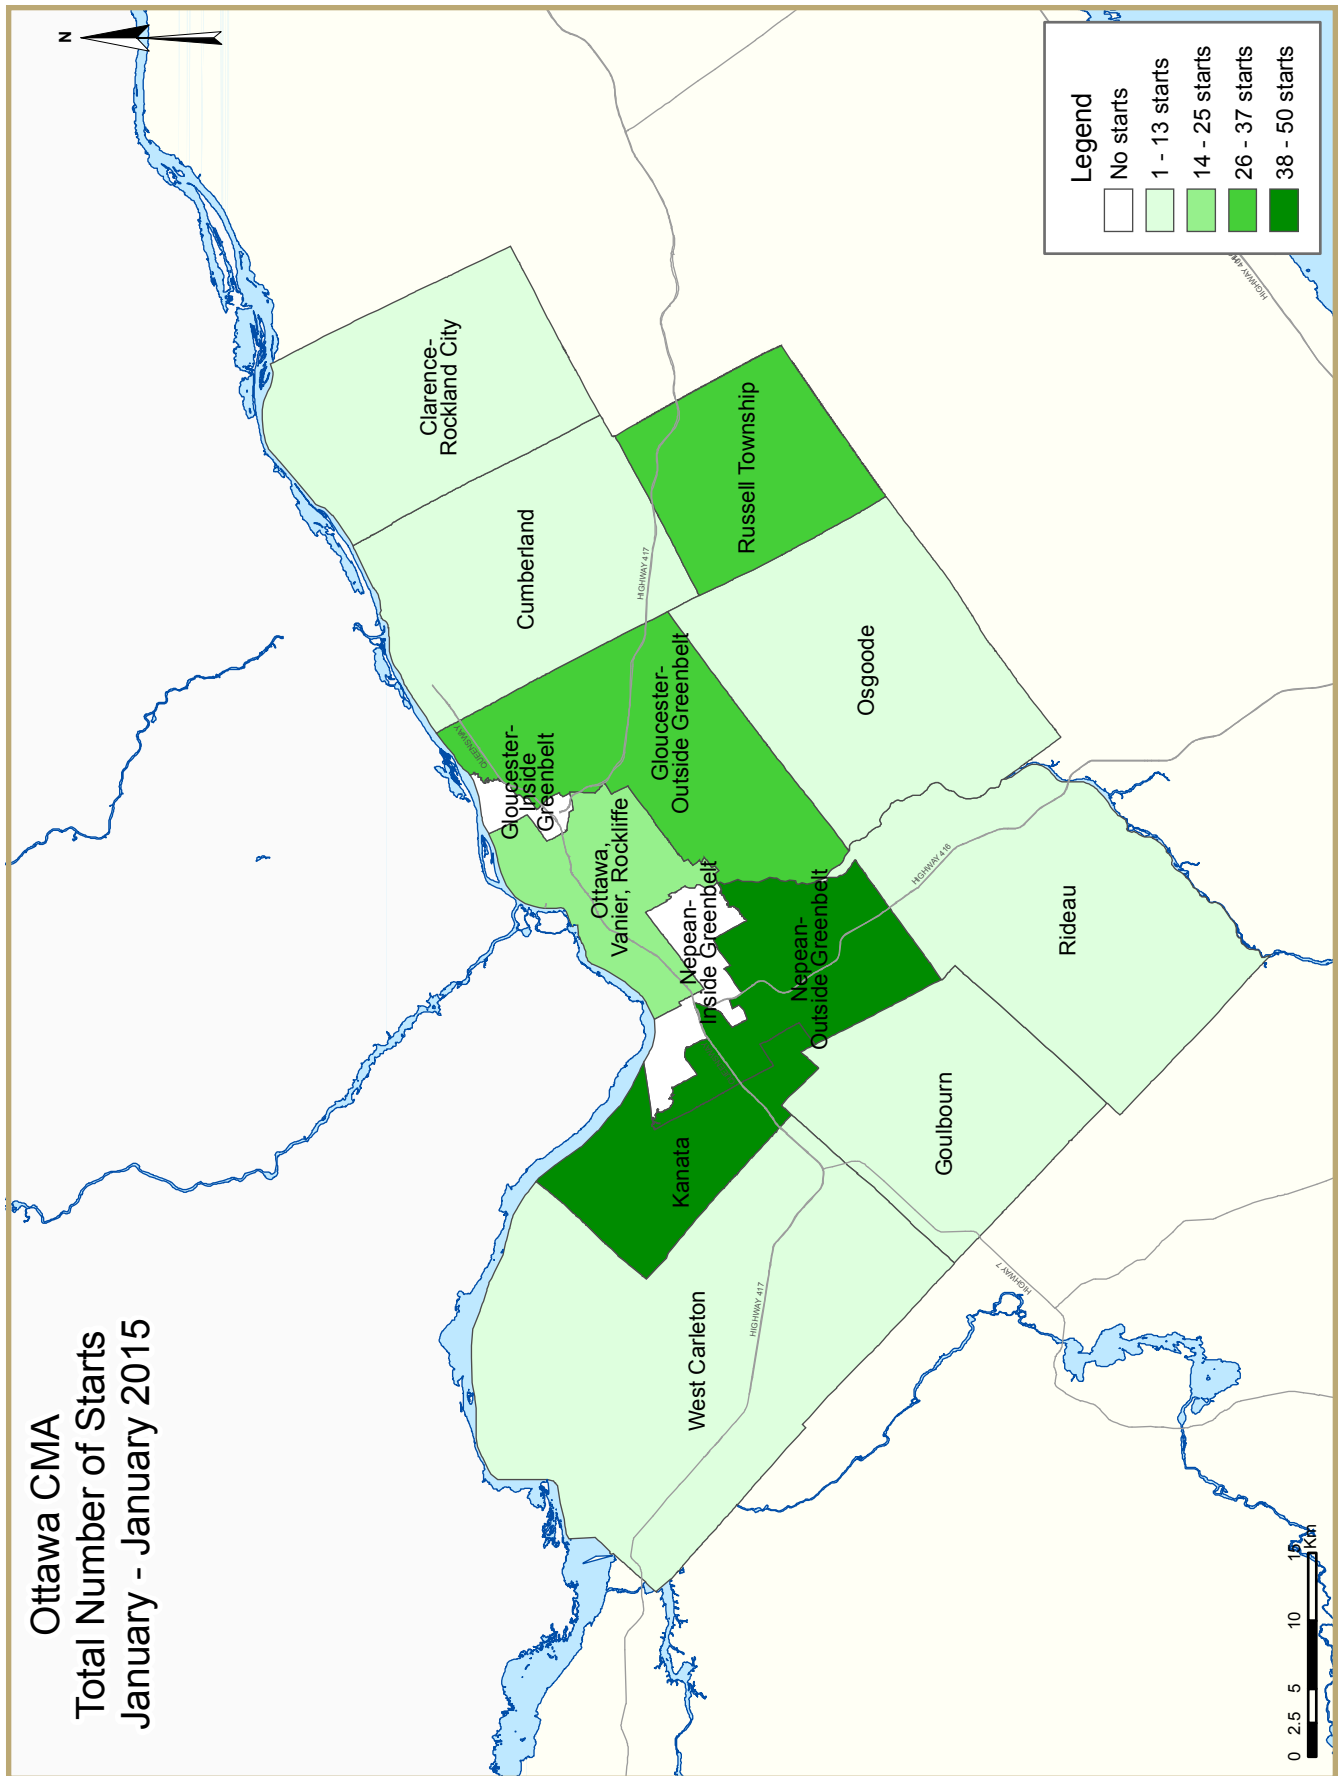 Ottawa CMA
Total Number of Starts
January - January 2015
N
Clarence-
Rockland City
Cumberland
Russell Township
Osgoode
Gloucester-
Inside
Greenbelt
Gloucester-
Outside Greenbelt
Ottawa,
Vanier, Rockliffe
Nepean-
Inside Greenbelt
Nepean-
Outside Greenbelt
Kanata
West Carleton
Goulbourn
Rideau
QUEENSWAY
HIGHWAY 417
HIGHWAY 416
HIGHWAY 417
HIGHWAY 7
HIGHWAY 401
Legend
No starts
1 - 13 starts
14 - 25 starts
26 - 37 starts
38 - 50 starts
0 2.5 5 10 15
Km